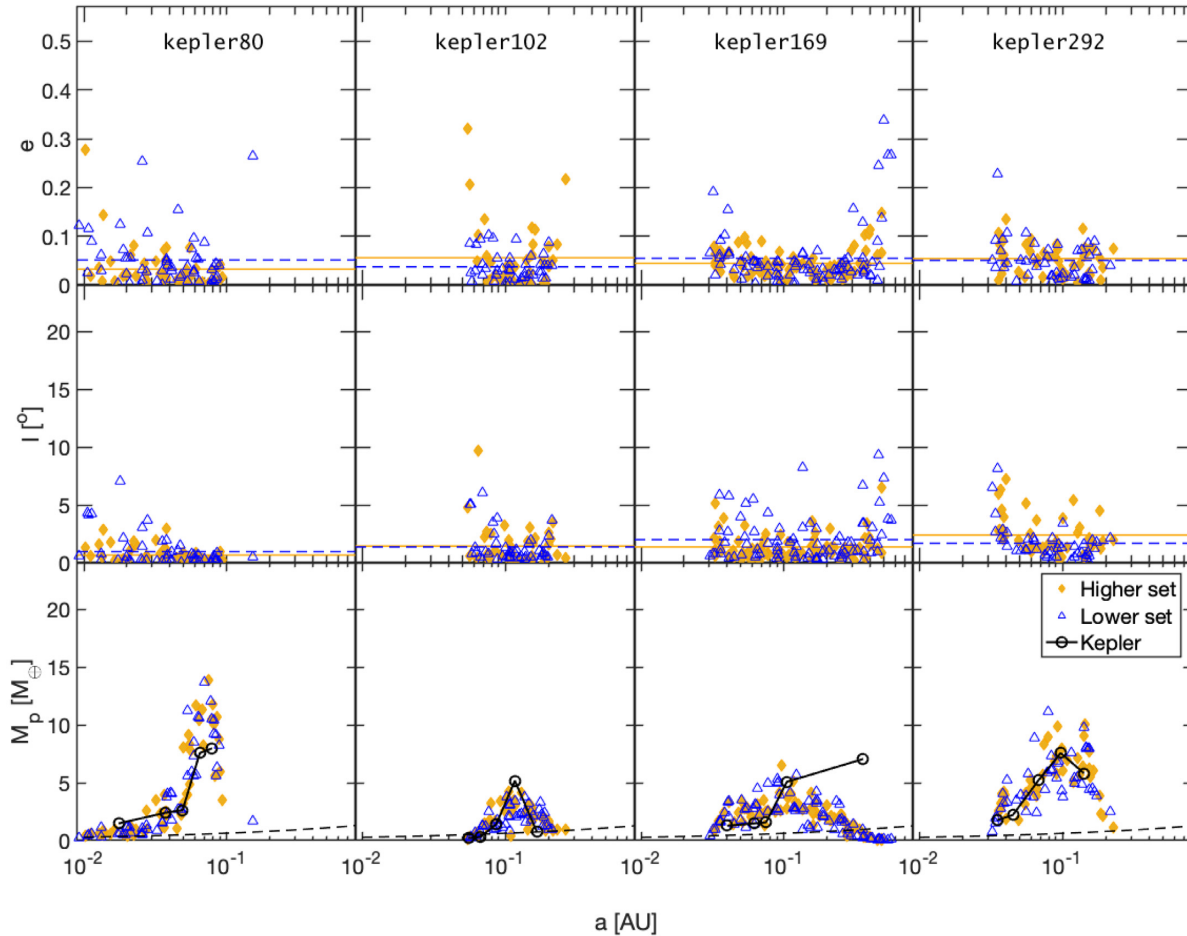 kepler80 kepler102 kepler169 kepler292
0.5
0.4
0.3
e
0.2
0.1
0
20
15
I [°]
10
5
0
Higher set
Lower set
Kepler
20
15
M_p [M_⊕]
10
5
0
10^-2 10^-1 10^-2 10^-1 10^-2 10^-1 10^-2 10^-1
a [AU]